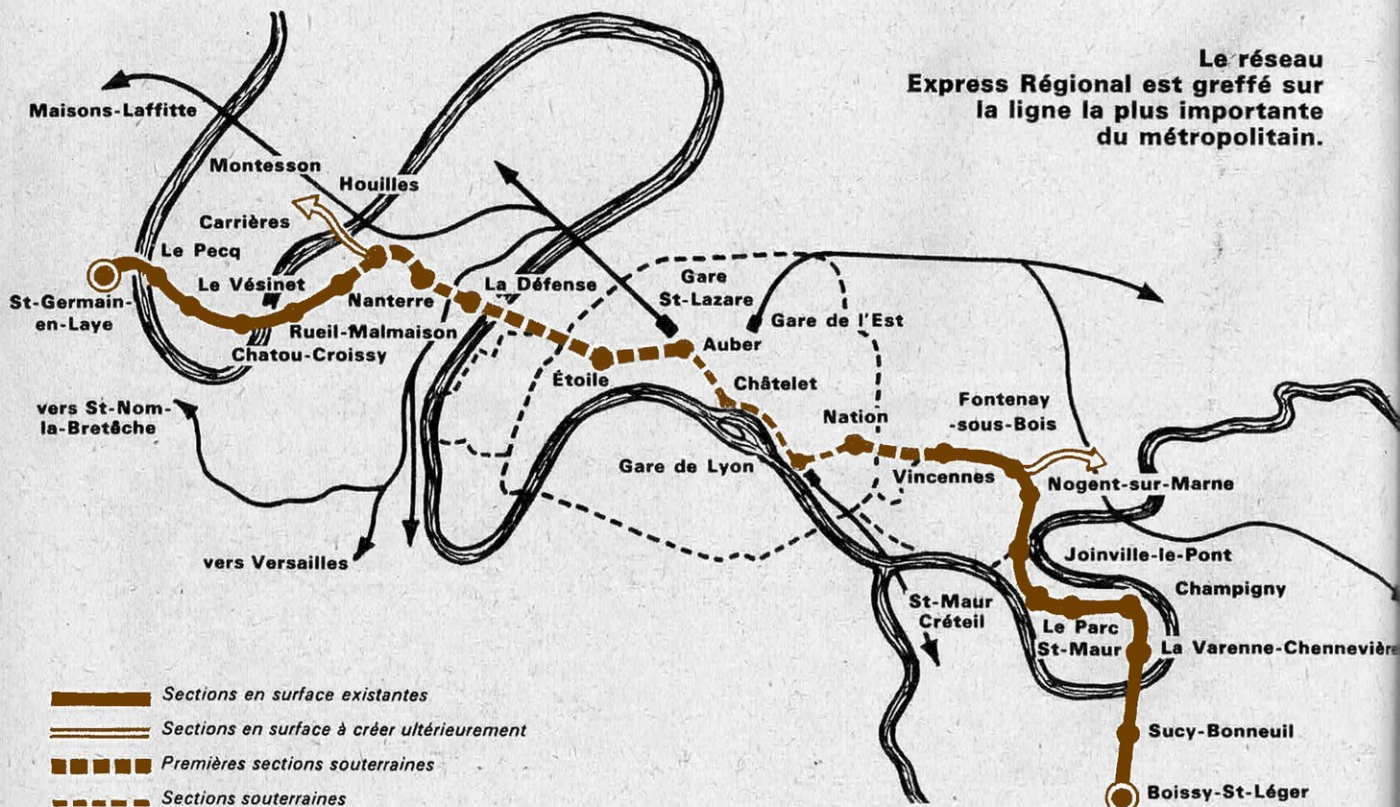 Le réseau
Express Régional est greffé sur
la ligne la plus importante
du métropolitain.
Maisons-Laffitte
Montesson
Houilles
Carrières
Le Pecq
Le Vésinet
St-Germain-
en-Laye
Nanterre
La Défense
Rueil-Malmaison
Chatou-Croissy
Gare
St-Lazare
Gare de l'Est
Auber
Étoile
Châtelet
vers St-Nom-
la-Bretêche
Nation
Fontenay
-sous-Bois
Gare de Lyon
Vincennes
Nogent-sur-Marne
vers Versailles
Joinville-le-Pont
Champigny
St-Maur
Créteil
Le Parc
St-Maur
La Varenne-Chennevière
Sucy-Bonneuil
Boissy-St-Léger
Sections en surface existantes
Sections en surface à créer ultérieurement
Premières sections souterraines
Sections souterraines